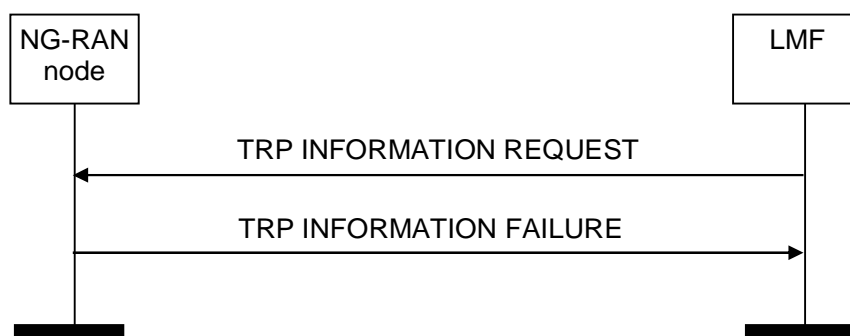 NG-RAN
node
LMF
TRP INFORMATION REQUEST
TRP INFORMATION FAILURE